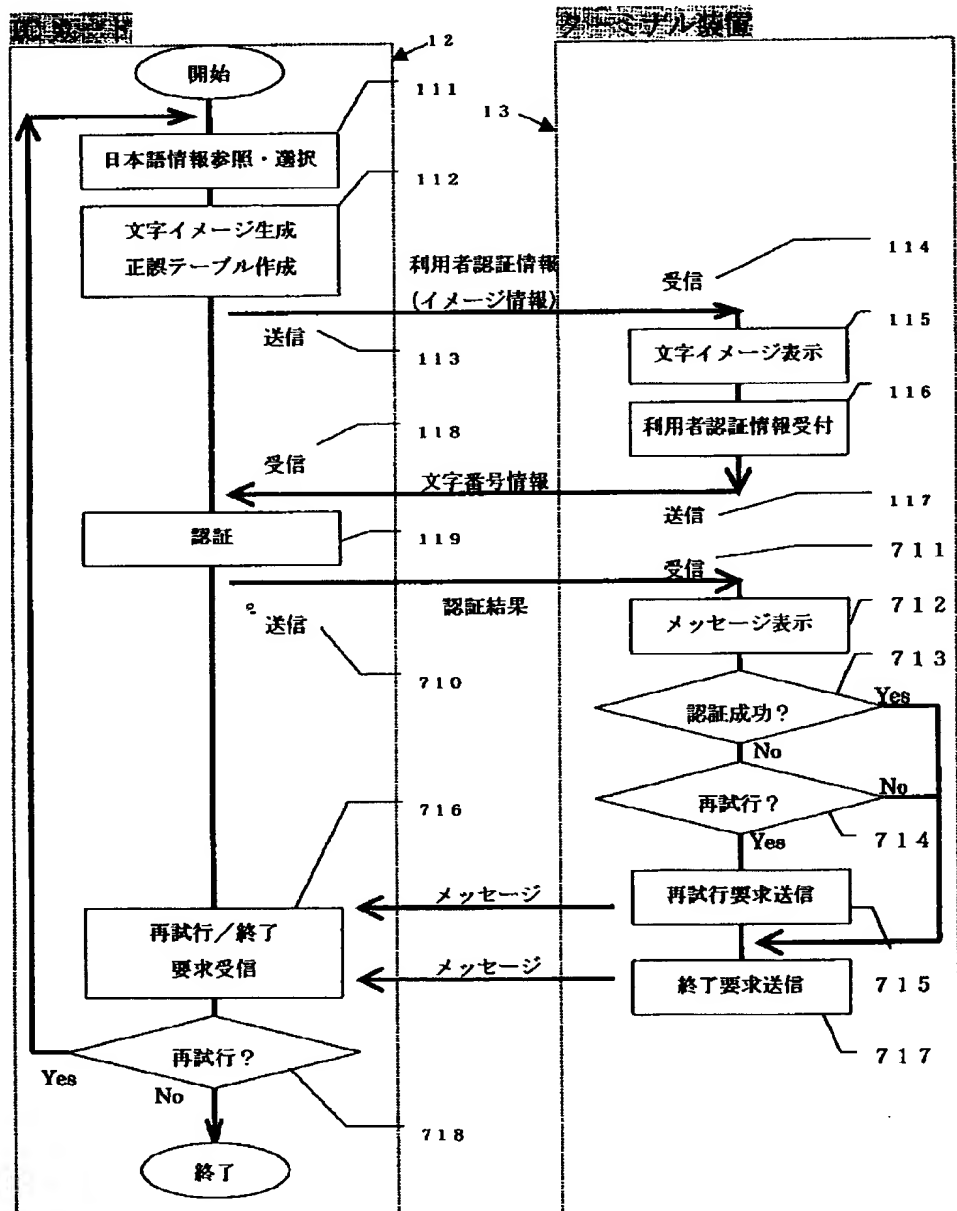 ターミナル装置
12
開始
111
13
日本語情報参照・選択
112
文字イメージ生成
正誤テーブル作成
利用者認証情報
(イメージ情報)
受信
114
送信
113
文字イメージ表示
115
利用者認証情報受付
116
118
受信
文字番号情報
送信
117
認証
119
受信
711
認証結果
送信
710
メッセージ表示
712
713
認証成功?
Yes
No
再試行?
No
714
Yes
716
メッセージ
再試行要求送信
715
再試行/終了
要求受信
メッセージ
終了要求送信
717
再試行?
Yes
No
718
終了